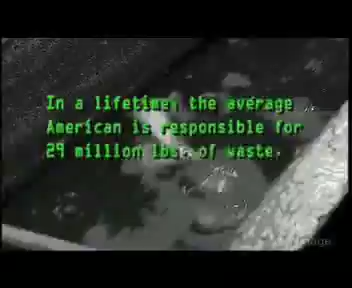 In a lifetime, the average
American is responsible for
29 million lbs. of waste.